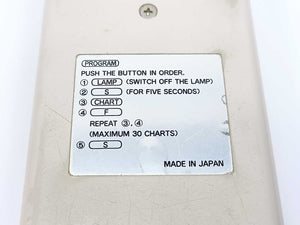 PROGRAM
PUSH THE BUTTON IN ORDER.
① LAMP (SWITCH OFF THE LAMP)
② S (FOR FIVE SECONDS)
③ CHART
④ F
REPEAT ③, ④
(MAXIMUM 30 CHARTS)
⑤ S
MADE IN JAPAN